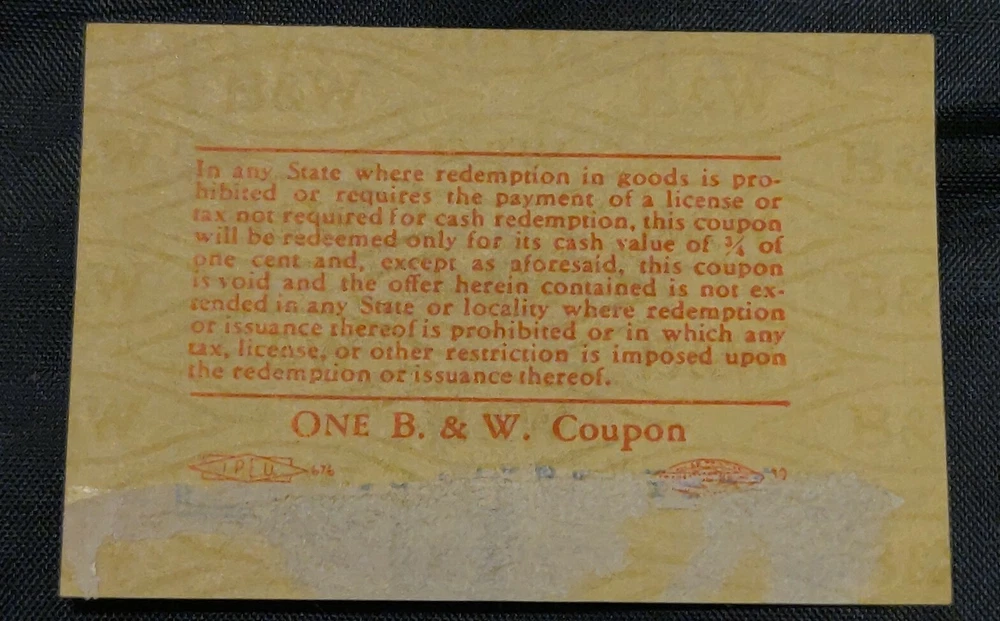 In any State where redemption in goods is pro-
hibited or requires the payment of a license or
tax not required for cash redemption, this coupon
will be redeemed only for its cash value of ¾ of
one cent and, except as aforesaid, this coupon
is void and the offer herein contained is not ex-
tended in any State or locality where redemption
or issuance thereof is prohibited or in which any
tax, license, or other restriction is imposed upon
the redemption or issuance thereof.
ONE B. & W. Coupon